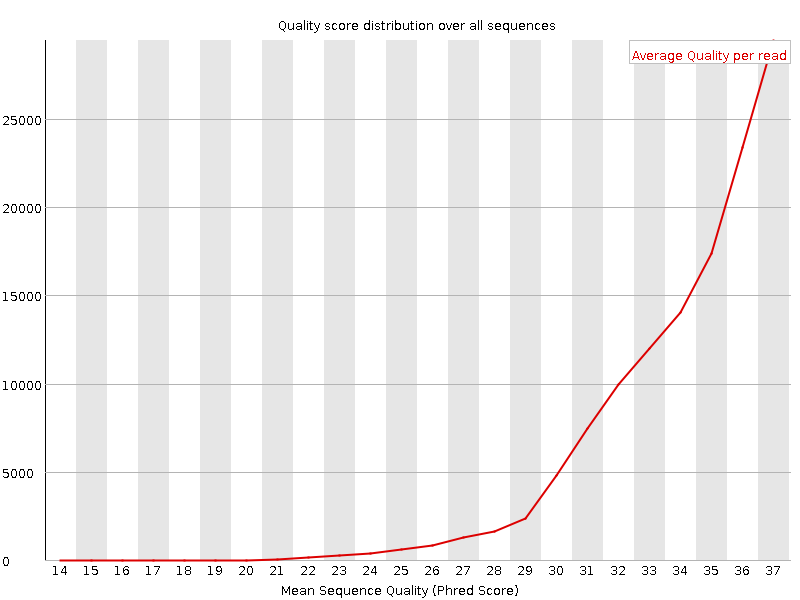 Quality score distribution over all sequences
Average Quality per read
25000
20000
15000
10000
5000
0
14 15 16 17 18 19 20 21 22 23 24 25 26 27 28 29 30 31 32 33 34 35 36 37
Mean Sequence Quality (Phred Score)